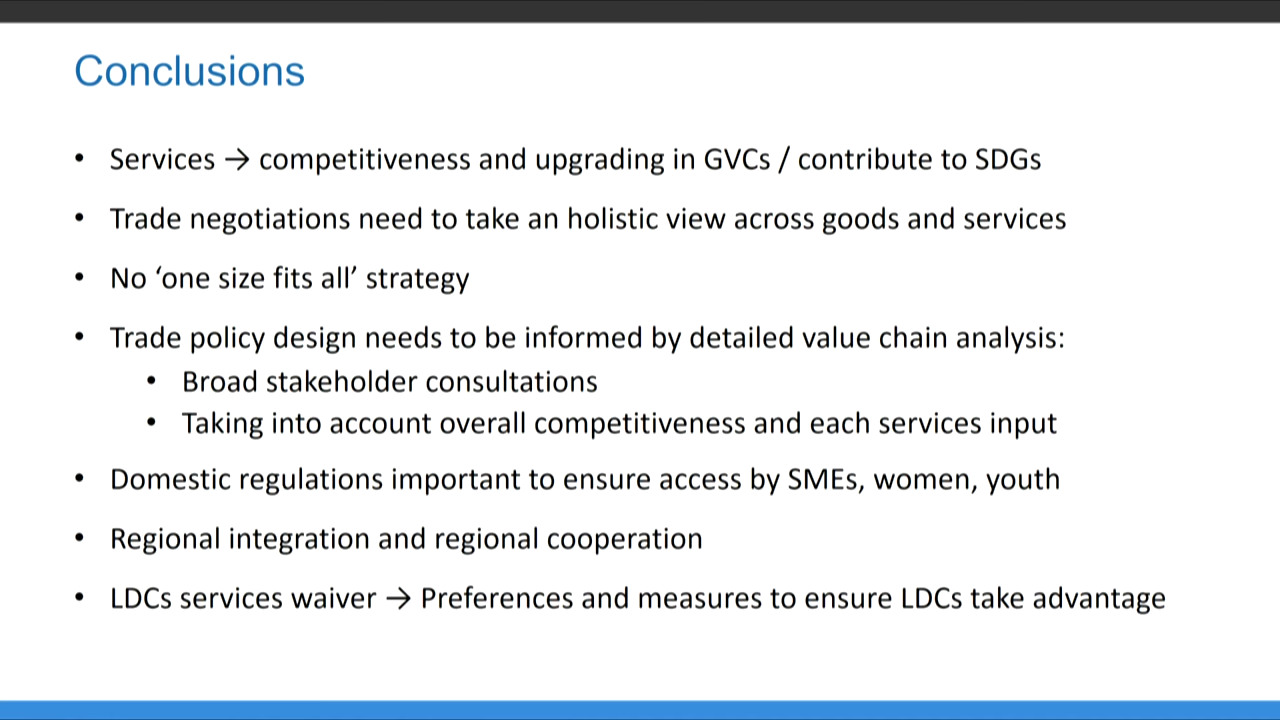 Conclusions
• Services → competitiveness and upgrading in GVCs / contribute to SDGs
• Trade negotiations need to take an holistic view across goods and services
• No ‘one size fits all’ strategy
• Trade policy design needs to be informed by detailed value chain analysis:
• Broad stakeholder consultations
• Taking into account overall competitiveness and each services input
• Domestic regulations important to ensure access by SMEs, women, youth
• Regional integration and regional cooperation
• LDCs services waiver → Preferences and measures to ensure LDCs take advantage